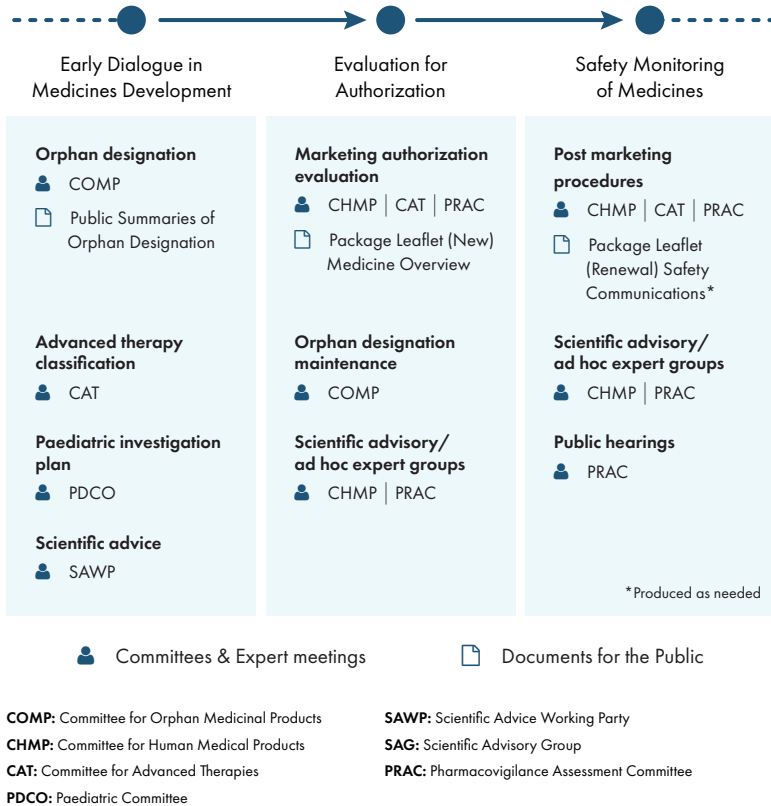 Early Dialogue in
Medicines Development
Evaluation for
Authorization
Safety Monitoring
of Medicines
Orphan designation
COMP
Public Summaries of
Orphan Designation
Advanced therapy
classification
CAT
Paediatric investigation
plan
PDCO
Scientific advice
SAWP
Marketing authorization
evaluation
CHMP | CAT | PRAC
Package Leaflet (New)
Medicine Overview
Orphan designation
maintenance
COMP
Scientific advisory/
ad hoc expert groups
CHMP | PRAC
Post marketing
procedures
CHMP | CAT | PRAC
Package Leaflet
(Renewal) Safety
Communications*
Scientific advisory/
ad hoc expert groups
CHMP | PRAC
Public hearings
PRAC
*Produced as needed
Committees & Expert meetings
Documents for the Public
COMP: Committee for Orphan Medicinal Products
CHMP: Committee for Human Medical Products
CAT: Committee for Advanced Therapies
PDCO: Paediatric Committee
SAWP: Scientific Advice Working Party
SAG: Scientific Advisory Group
PRAC: Pharmacovigilance Assessment Committee